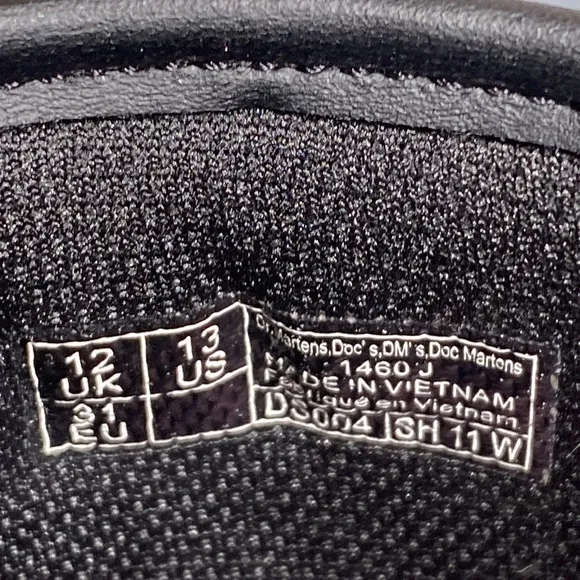 12 UK
31 EU
13 US
Dr.Martens,Doc's,DM's,Doc Martens
1460 J
MADE IN VIETNAM
en Vietnam
DS004 SH 11 W